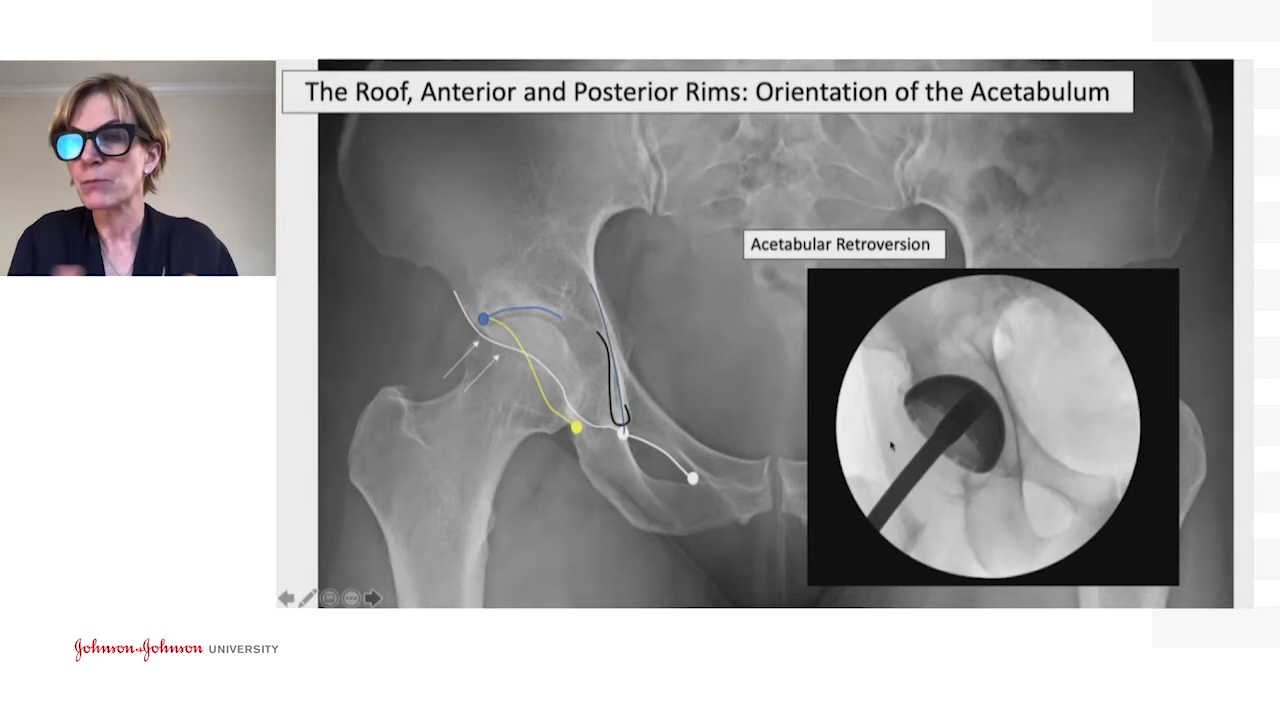 The Roof, Anterior and Posterior Rims: Orientation of the Acetabulum
Acetabular Retroversion
Johnson & Johnson UNIVERSITY